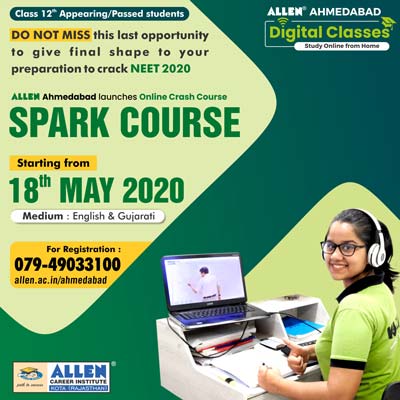 Class 12th Appearing/Passed students
DO NOT MISS this last opportunity
to give final shape to your
preparation to crack NEET 2020
ALLEN® AHMEDABAD
Digital Classes
Study Online from Home
ALLEN Ahmedabad launches Online Crash Course
SPARK COURSE
Starting from
18th MAY 2020
Medium : English & Gujarati
For Registration :
079-49033100
allen.ac.in/ahmedabad
path to success
ALLEN®
CAREER INSTITUTE
KOTA (RAJASTHAN)